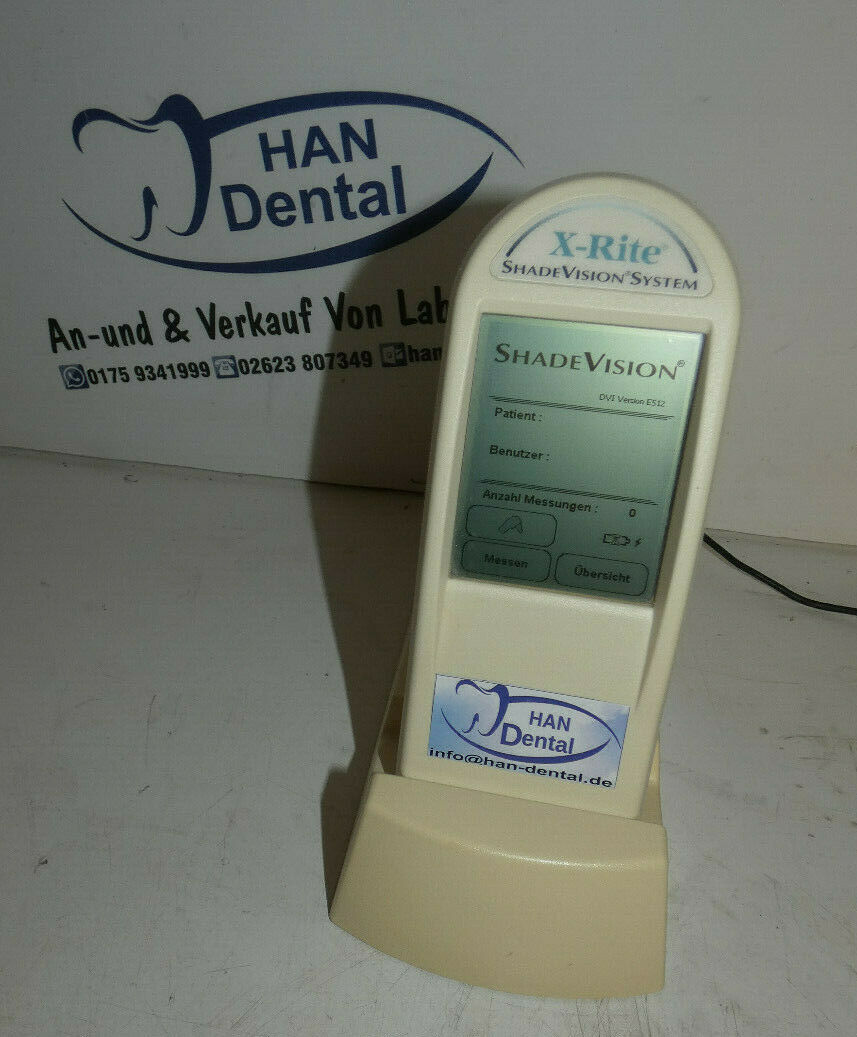 HAN
Dental
An-und & Verkauf Von Lab
0175 9341999 02623 807349 han
X-Rite®
SHADEVISION® SYSTEM
SHADEVISION®
DVI Version E512
Patient :
Benutzer :
Anzahl Messungen : 0
Messen Übersicht
HAN
Dental
info@han-dental.de